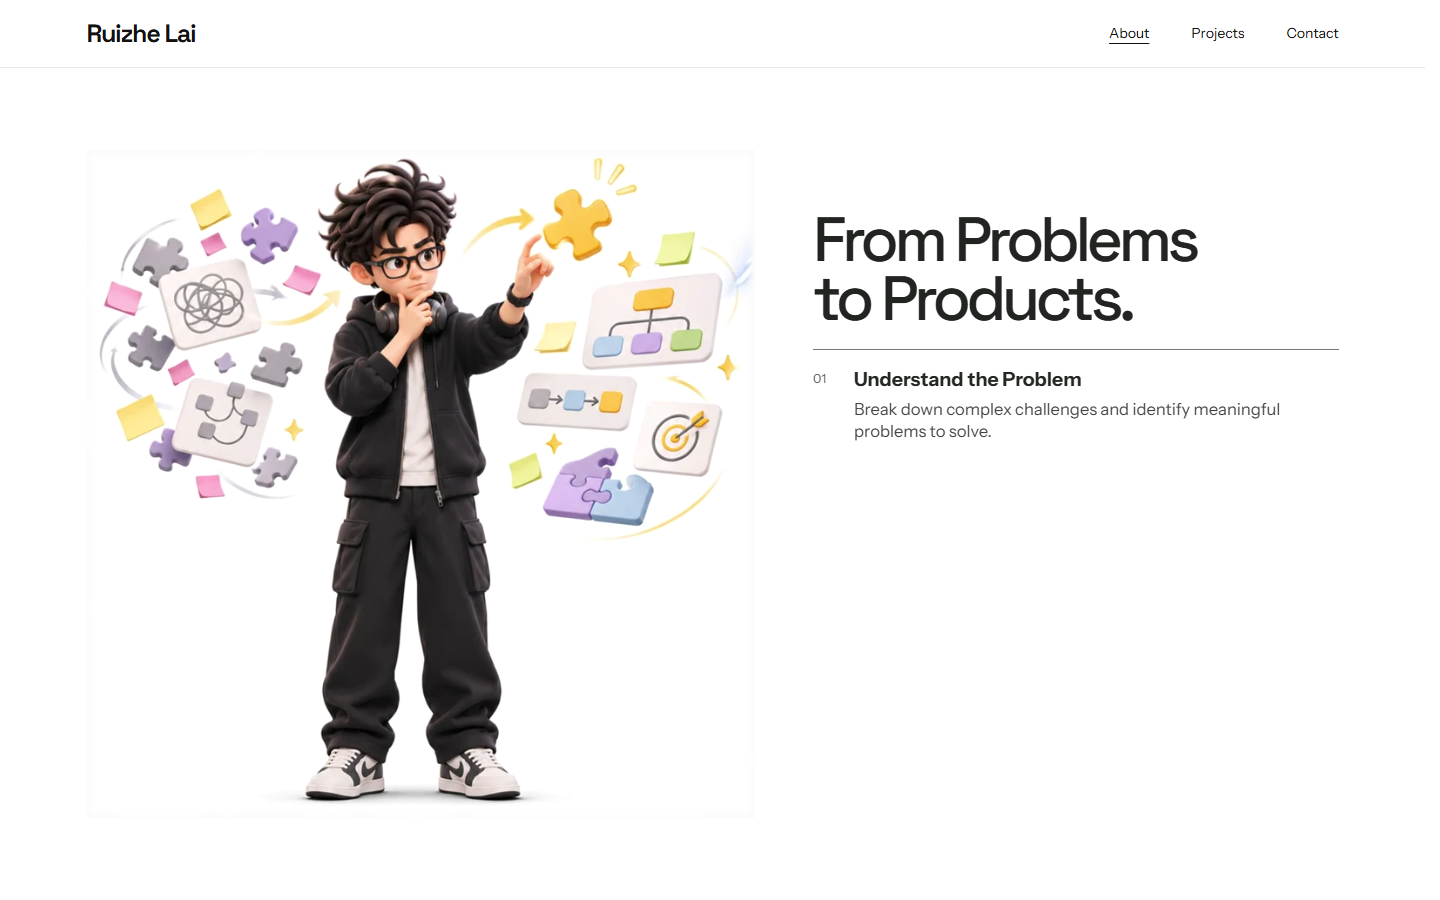 Ruizhe Lai
About Projects Contact
From Problems
to Products.
01 Understand the Problem
Break down complex challenges and identify meaningful
problems to solve.